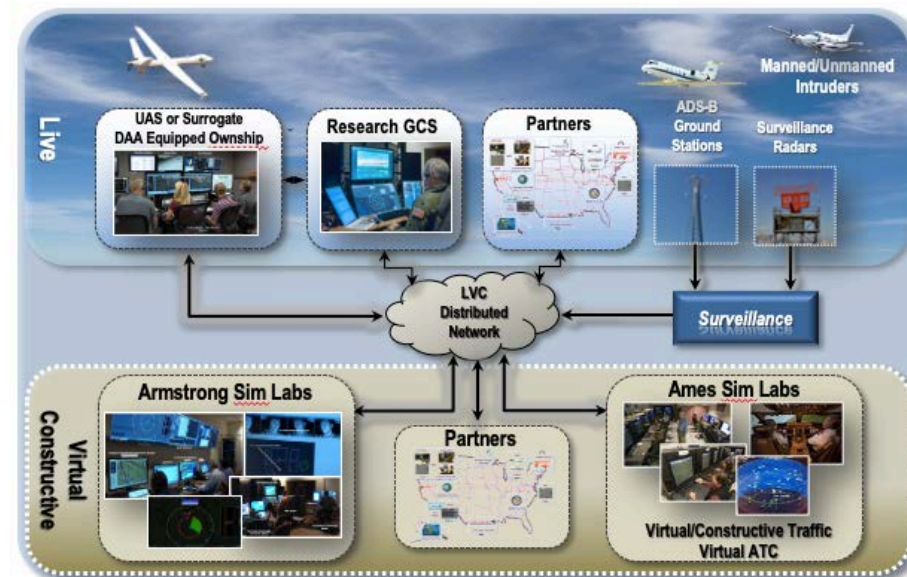 Live
UAS or Surrogate
DAA Equipped Ownship
Research GCS
Partners
ADS-B
Ground
Stations
Manned/Unmanned
Intruders
Surveillance
Radars
LVC
Distributed
Network
Surveillance
Virtual
Constructive
Armstrong Sim Labs
Partners
Ames Sim Labs
Virtual/Constructive Traffic
Virtual ATC